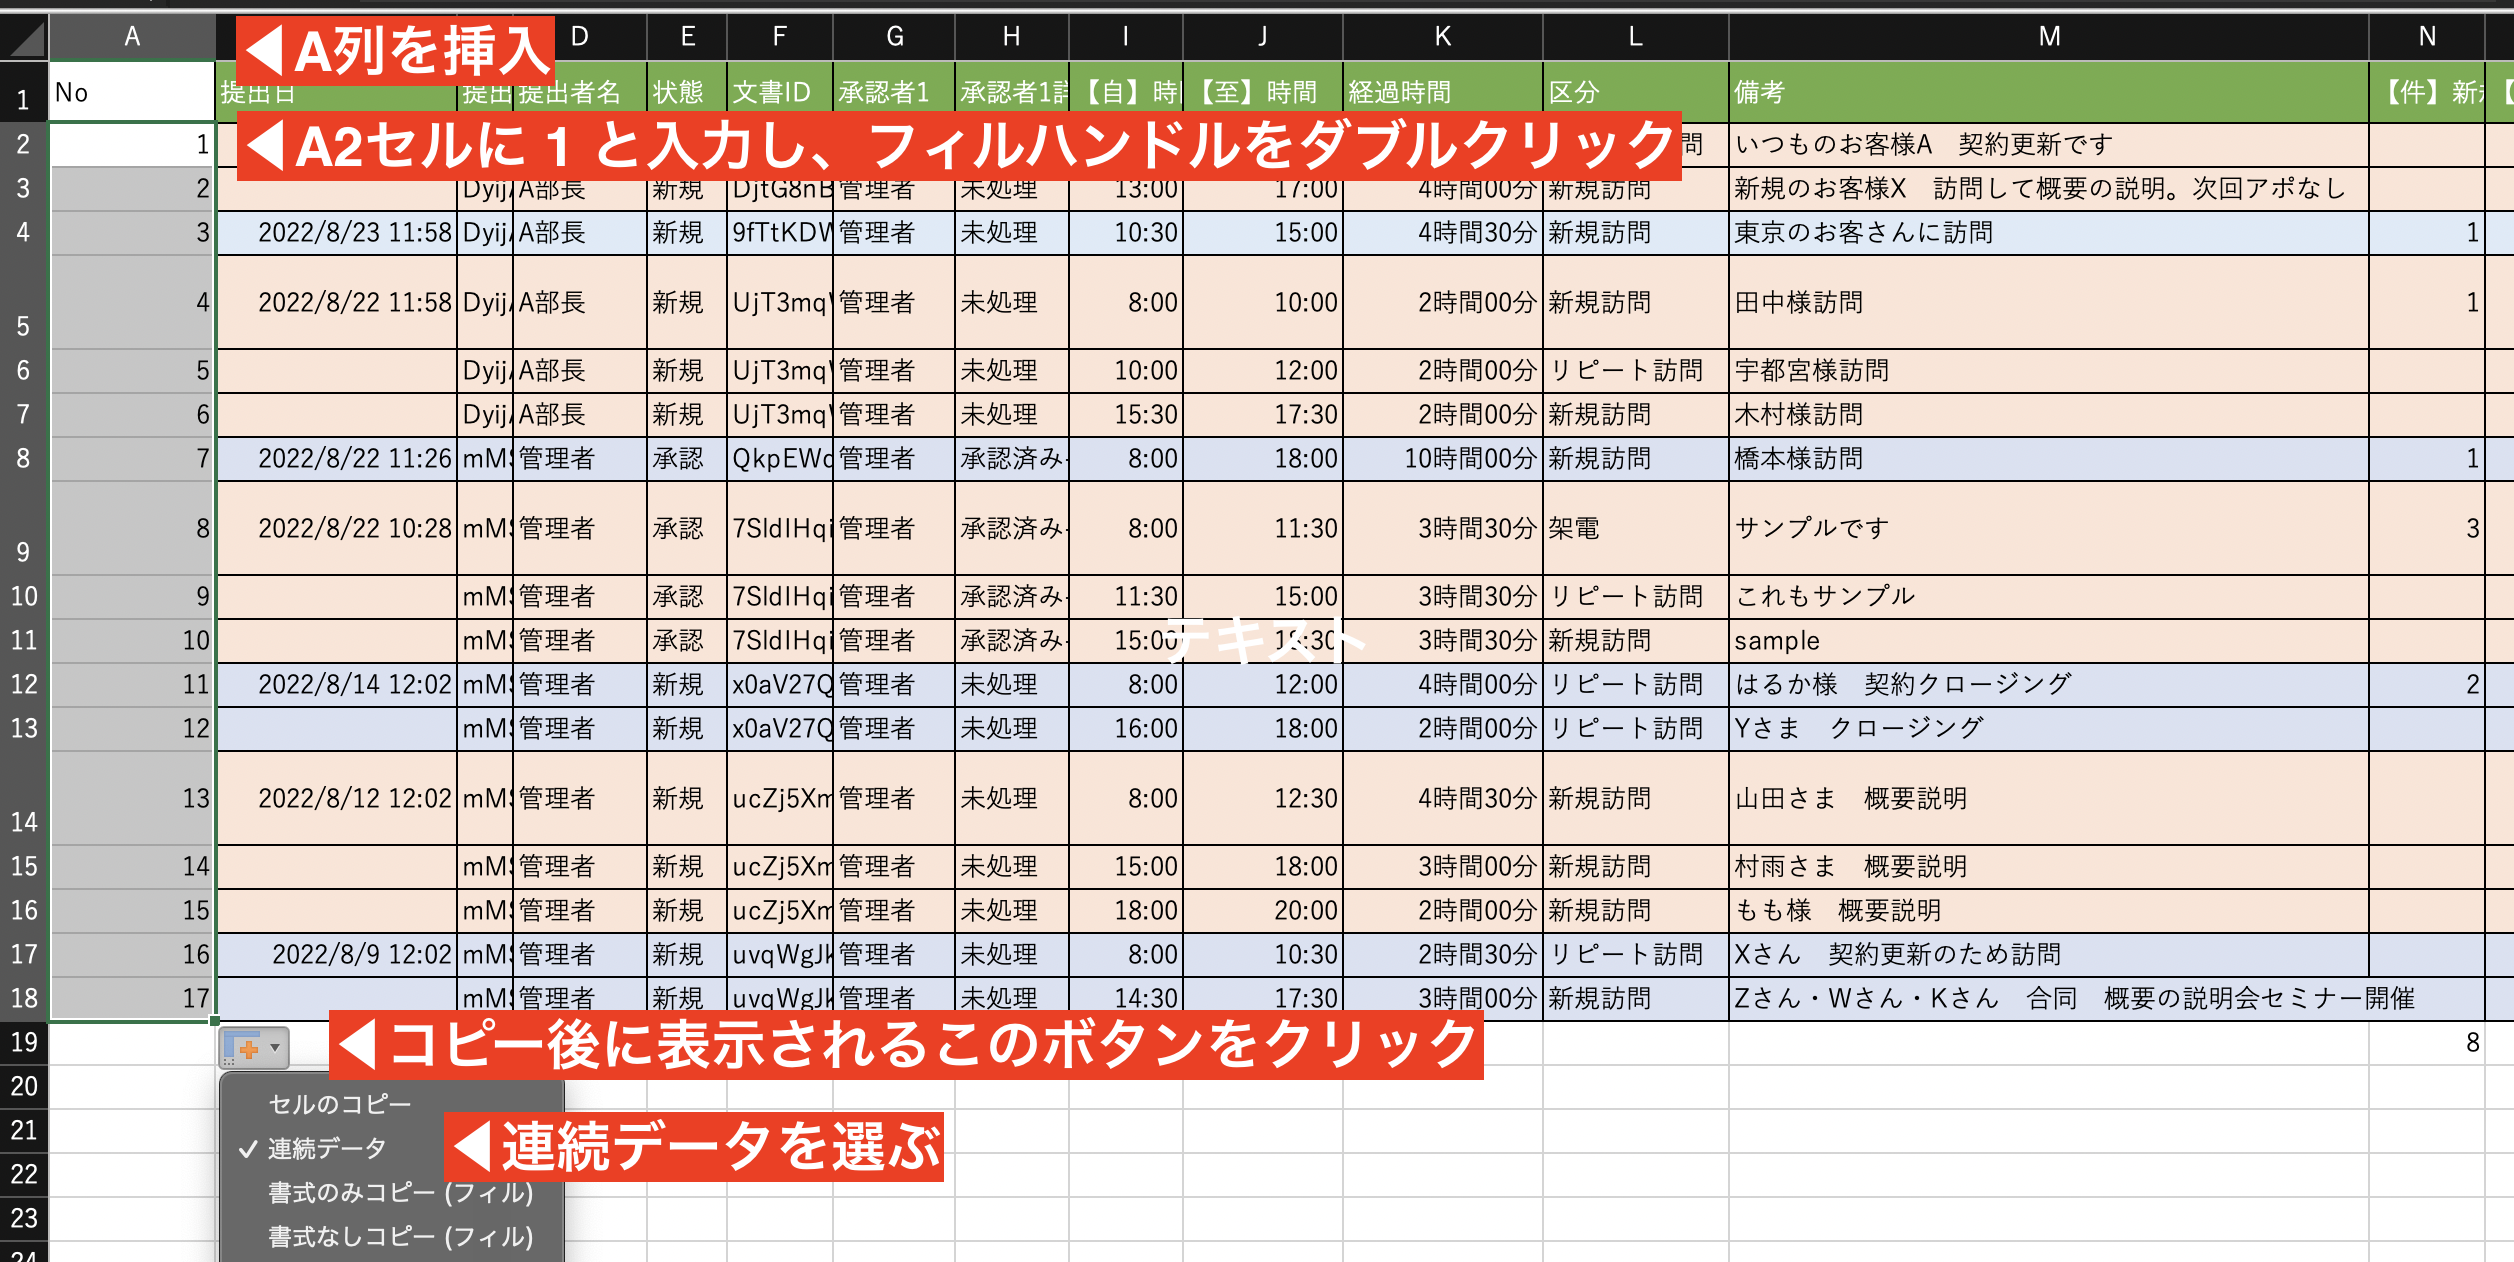 A D E F G H I J K L M N
◀A列を挿入
1 No 提出日 提出 提出者名 状態 文書ID 承認者1 承認者1詳 【自】時 【至】時間 経過時間 区分 備考 【件】新
◀A2セルに 1 と入力し、フィルハンドルをダブルクリック
2 1 問 いつものお客様A 契約更新です
3 2 Dyij A部長 新規 DjtG8nB 管理者 未処理 13:00 17:00 4時間00分 新規訪問 新規のお客様X 訪問して概要の説明。次回アポなし
4 3 2022/8/23 11:58 Dyij A部長 新規 9fTtKDW 管理者 未処理 10:30 15:00 4時間30分 新規訪問 東京のお客さんに訪問 1
5 4 2022/8/22 11:58 Dyij A部長 新規 UjT3mq 管理者 未処理 8:00 10:00 2時間00分 新規訪問 田中様訪問 1
6 5 Dyij A部長 新規 UjT3mq 管理者 未処理 10:00 12:00 2時間00分 リピート訪問 宇都宮様訪問
7 6 Dyij A部長 新規 UjT3mq 管理者 未処理 15:30 17:30 2時間00分 新規訪問 木村様訪問
8 7 2022/8/22 11:26 mMS 管理者 承認 QkpEWd 管理者 承認済み 8:00 18:00 10時間00分 新規訪問 橋本様訪問 1
9 8 2022/8/22 10:28 mMS 管理者 承認 7SldIHqi 管理者 承認済み 8:00 11:30 3時間30分 架電 サンプルです 3
10 9 mMS 管理者 承認 7SldIHqi 管理者 承認済み 11:30 15:00 3時間30分 リピート訪問 これもサンプル
11 10 mMS 管理者 承認 7SldIHqi 管理者 承認済み 15:00 18:30 3時間30分 新規訪問 sample
テキスト
12 11 2022/8/14 12:02 mMS 管理者 新規 x0aV27Q 管理者 未処理 8:00 12:00 4時間00分 リピート訪問 はるか様 契約クロージング 2
13 12 mMS 管理者 新規 x0aV27Q 管理者 未処理 16:00 18:00 2時間00分 リピート訪問 Yさま クロージング
14 13 2022/8/12 12:02 mMS 管理者 新規 ucZj5Xm 管理者 未処理 8:00 12:30 4時間30分 新規訪問 山田さま 概要説明
15 14 mMS 管理者 新規 ucZj5Xm 管理者 未処理 15:00 18:00 3時間00分 新規訪問 村雨さま 概要説明
16 15 mMS 管理者 新規 ucZj5Xm 管理者 未処理 18:00 20:00 2時間00分 新規訪問 もも様 概要説明
17 16 2022/8/9 12:02 mMS 管理者 新規 uvqWgJk 管理者 未処理 8:00 10:30 2時間30分 リピート訪問 Xさん 契約更新のため訪問
18 17 mMS 管理者 新規 uvqWgJk 管理者 未処理 14:30 17:30 3時間00分 新規訪問 Zさん・Wさん・Kさん 合同 概要の説明会セミナー開催
19 8
◀コピー後に表示されるこのボタンをクリック
20
セルのコピー
21
✓ 連続データ
◀連続データを選ぶ
22
書式のみコピー (フィル)
23
書式なしコピー (フィル)
24